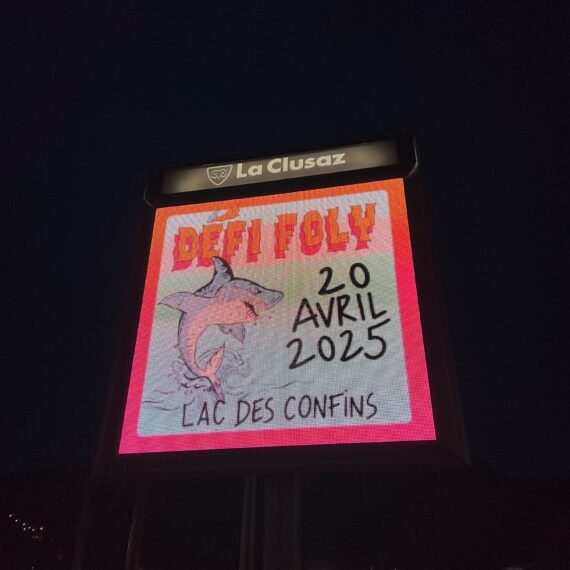 La Clusaz
DÉFI FOLY
20
AVRIL
2025
LAC DES CONFINS